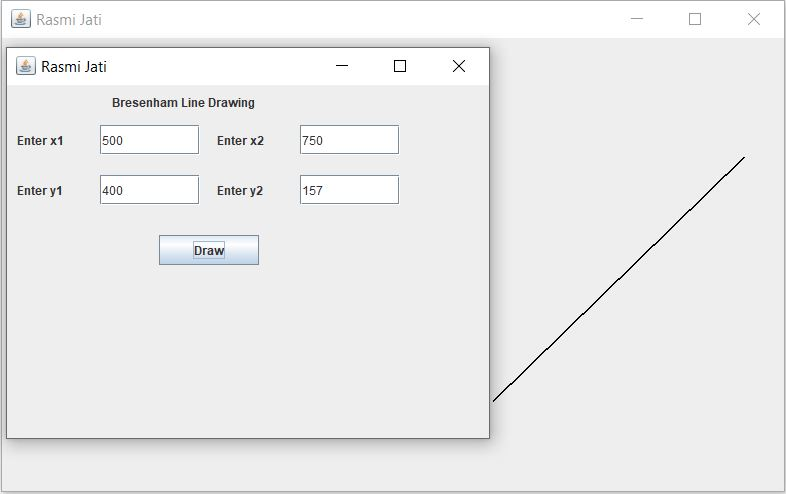 Rasmi Jati
Rasmi Jati
Bresenham Line Drawing
Enter x1 500 Enter x2 750
Enter y1 400 Enter y2 157
Draw